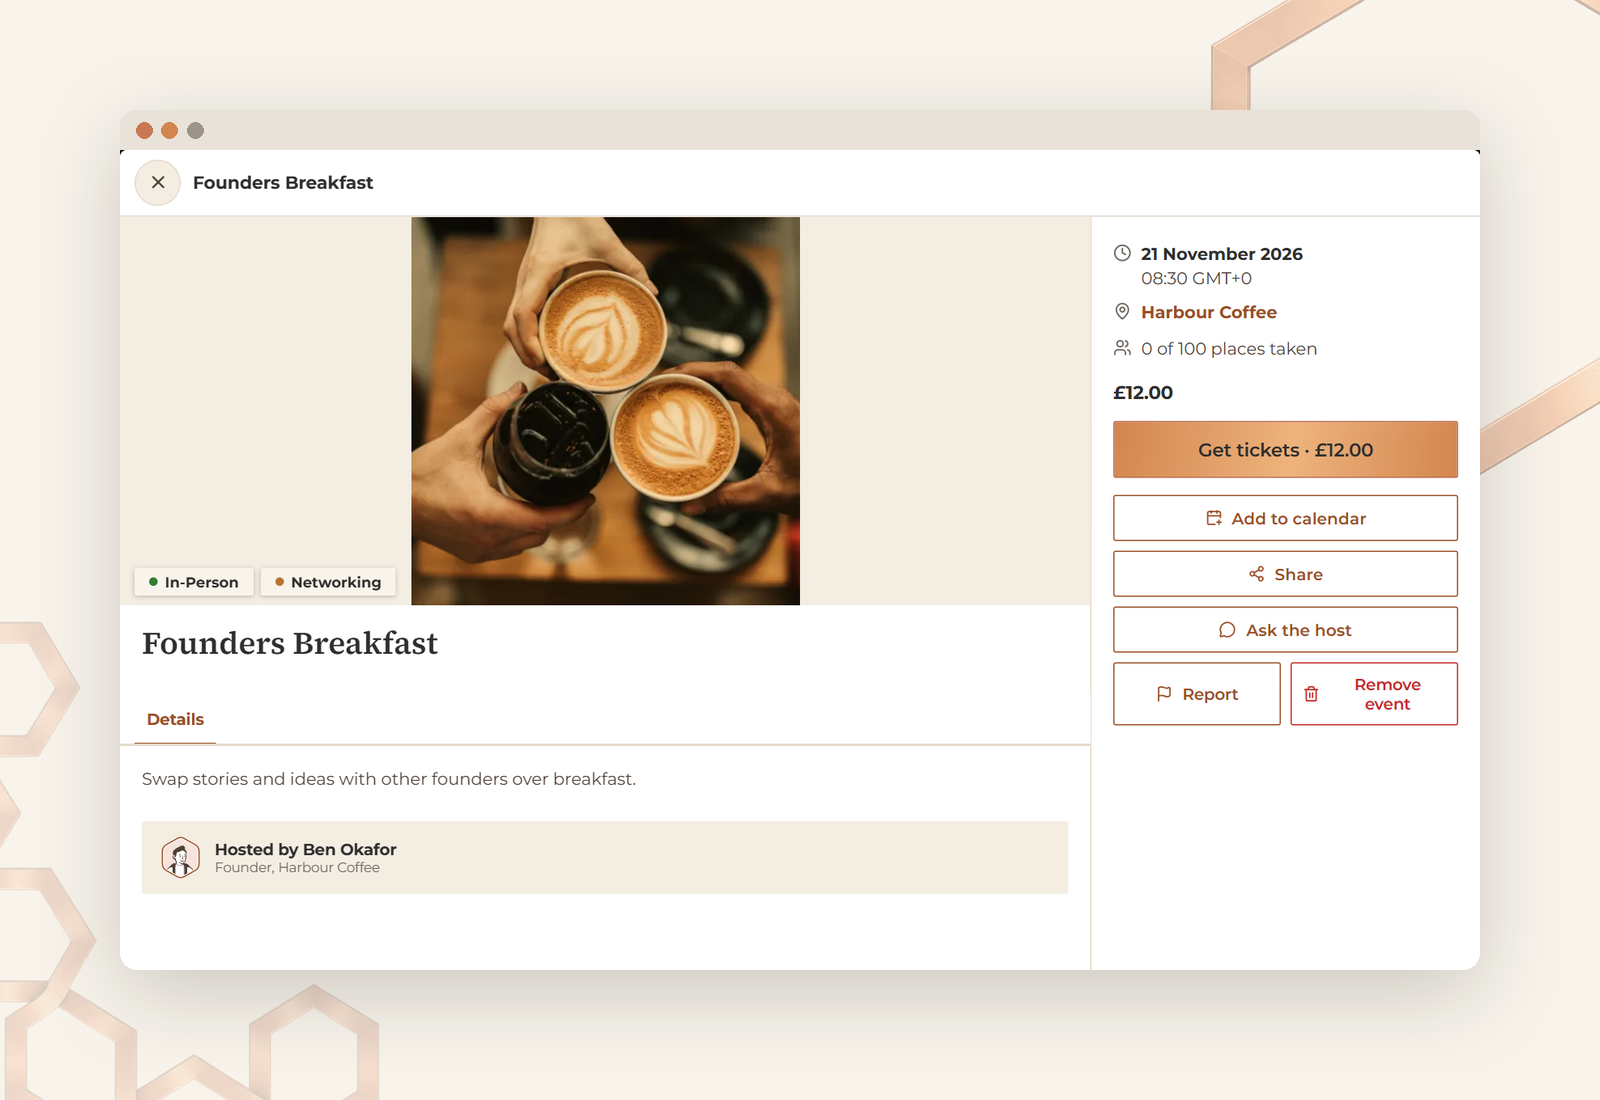 Founders Breakfast
In-Person
Networking
Founders Breakfast
Details
Swap stories and ideas with other founders over breakfast.
Hosted by Ben Okafor
Founder, Harbour Coffee
21 November 2026
08:30 GMT+0
Harbour Coffee
0 of 100 places taken
£12.00
Get tickets · £12.00
Add to calendar
Share
Ask the host
Report
Remove
event